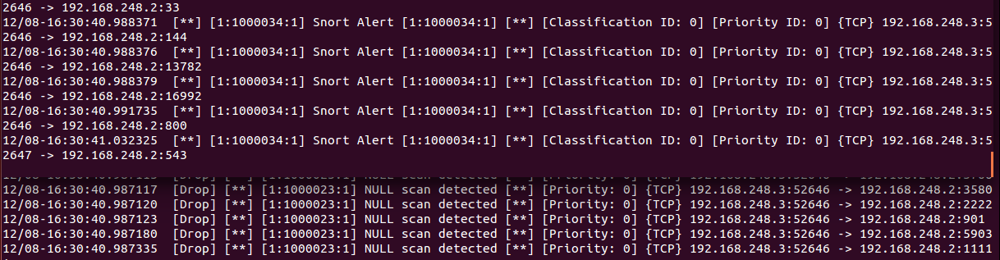 2646 -> 192.168.248.2:33
12/08-16:30:40.988371  [**] [1:1000034:1] Snort Alert [1:1000034:1] [**] [Classification ID: 0] [Priority ID: 0] {TCP} 192.168.248.3:5
2646 -> 192.168.248.2:144
12/08-16:30:40.988376  [**] [1:1000034:1] Snort Alert [1:1000034:1] [**] [Classification ID: 0] [Priority ID: 0] {TCP} 192.168.248.3:5
2646 -> 192.168.248.2:13782
12/08-16:30:40.988379  [**] [1:1000034:1] Snort Alert [1:1000034:1] [**] [Classification ID: 0] [Priority ID: 0] {TCP} 192.168.248.3:5
2646 -> 192.168.248.2:16992
12/08-16:30:40.991735  [**] [1:1000034:1] Snort Alert [1:1000034:1] [**] [Classification ID: 0] [Priority ID: 0] {TCP} 192.168.248.3:5
2646 -> 192.168.248.2:800
12/08-16:30:41.032325  [**] [1:1000034:1] Snort Alert [1:1000034:1] [**] [Classification ID: 0] [Priority ID: 0] {TCP} 192.168.248.3:5
2647 -> 192.168.248.2:543
[Drop] [**] [1:1000023:1] NULL scan detected [**] [Priority: 0] {TCP} 192.168.248.3:52646 ->
12/08-16:30:40.987117  [Drop] [**] [1:1000023:1] NULL scan detected [**] [Priority: 0] {TCP} 192.168.248.3:52646 -> 192.168.248.2:3580
12/08-16:30:40.987120  [Drop] [**] [1:1000023:1] NULL scan detected [**] [Priority: 0] {TCP} 192.168.248.3:52646 -> 192.168.248.2:2222
12/08-16:30:40.987123  [Drop] [**] [1:1000023:1] NULL scan detected [**] [Priority: 0] {TCP} 192.168.248.3:52646 -> 192.168.248.2:901
12/08-16:30:40.987180  [Drop] [**] [1:1000023:1] NULL scan detected [**] [Priority: 0] {TCP} 192.168.248.3:52646 -> 192.168.248.2:5903
12/08-16:30:40.987335  [Drop] [**] [1:1000023:1] NULL scan detected [**] [Priority: 0] {TCP} 192.168.248.3:52646 -> 192.168.248.2:1111